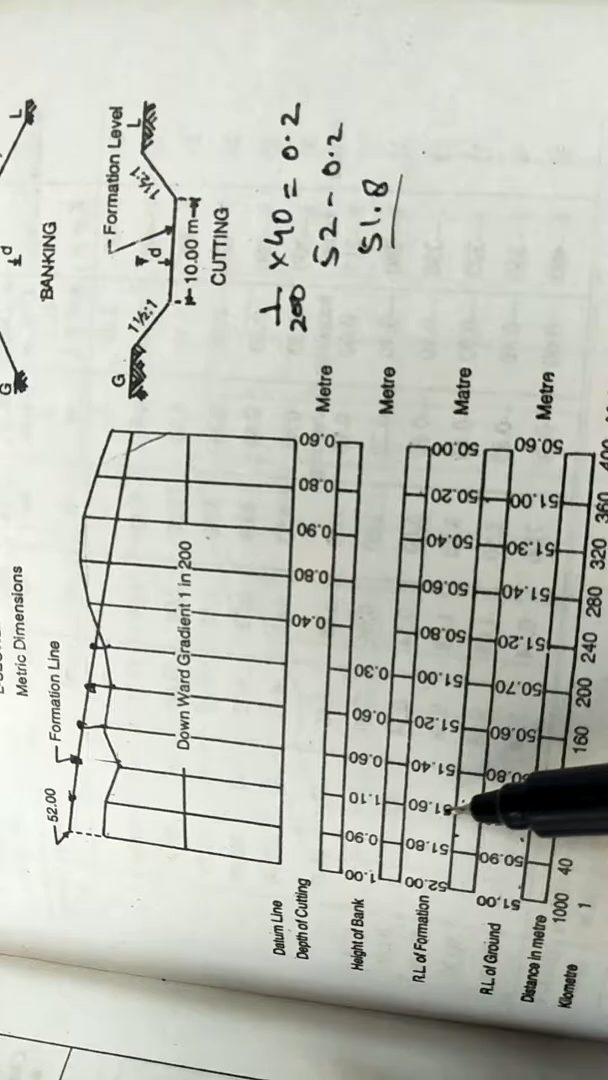 G
d
L
BANKING
Formation Level
L
1½:1
d
1½:1
10.00 m
CUTTING
G
1/200 × 40 = 0.2
52 - 0.2
51.8
Metric Dimensions
Formation Line
52.00
Down Ward Gradient 1 in 200
Datum Line
Depth of Cutting 0.40 0.80 0.90 0.80 0.60 Metre
Height of Bank 1.00 0.90 1.10 0.60 0.60 0.30 Metre
R.L. of Formation 52.00 51.80 51.60 51.40 51.20 51.00 50.80 50.60 50.40 50.20 50.00 Matre
R.L. of Ground 51,00 50.90 50.80 50.60 50.70 51.20 51.40 51.30 51.00 50.60 Metre
Distance in metre 1000 40 160 200 240 280 320 360 400
Kilometre 1